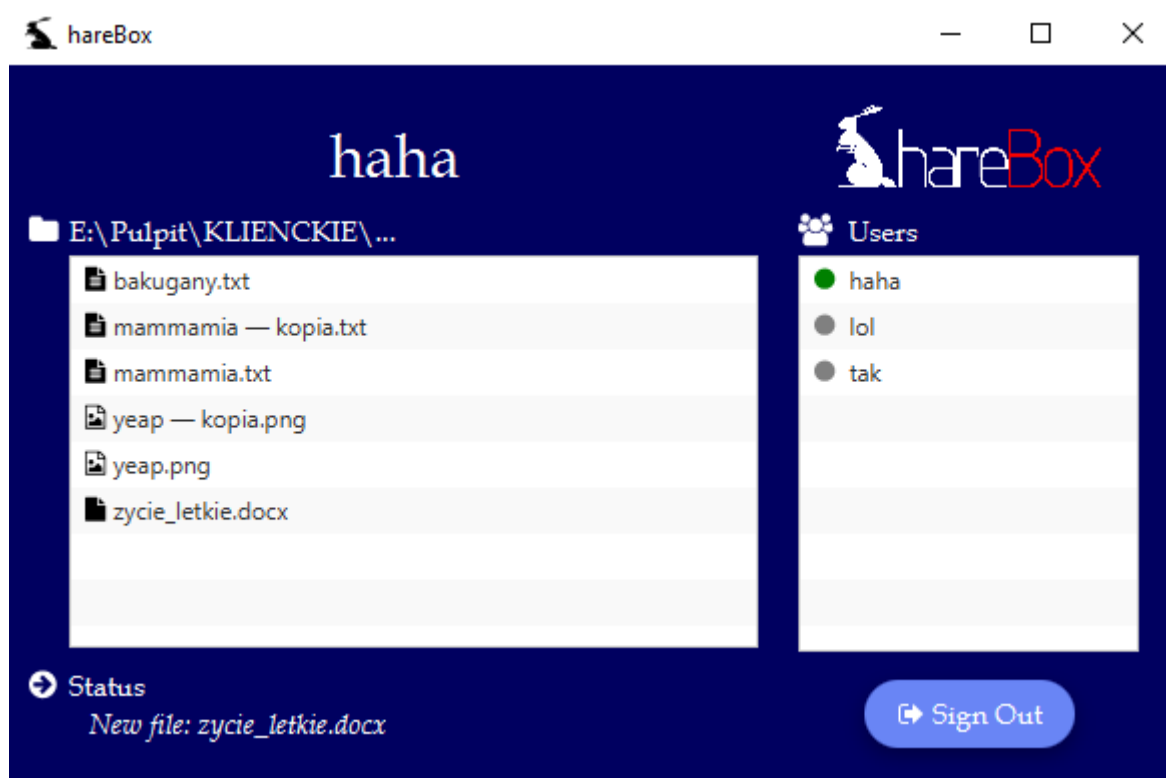 hareBox
haha
hareBox
E:\Pulpit\KLIENCKIE\...
bakugany.txt
mammamia — kopia.txt
mammamia.txt
yeap — kopia.png
yeap.png
zycie_letkie.docx
Users
haha
lol
tak
Status
New file: zycie_letkie.docx
Sign Out